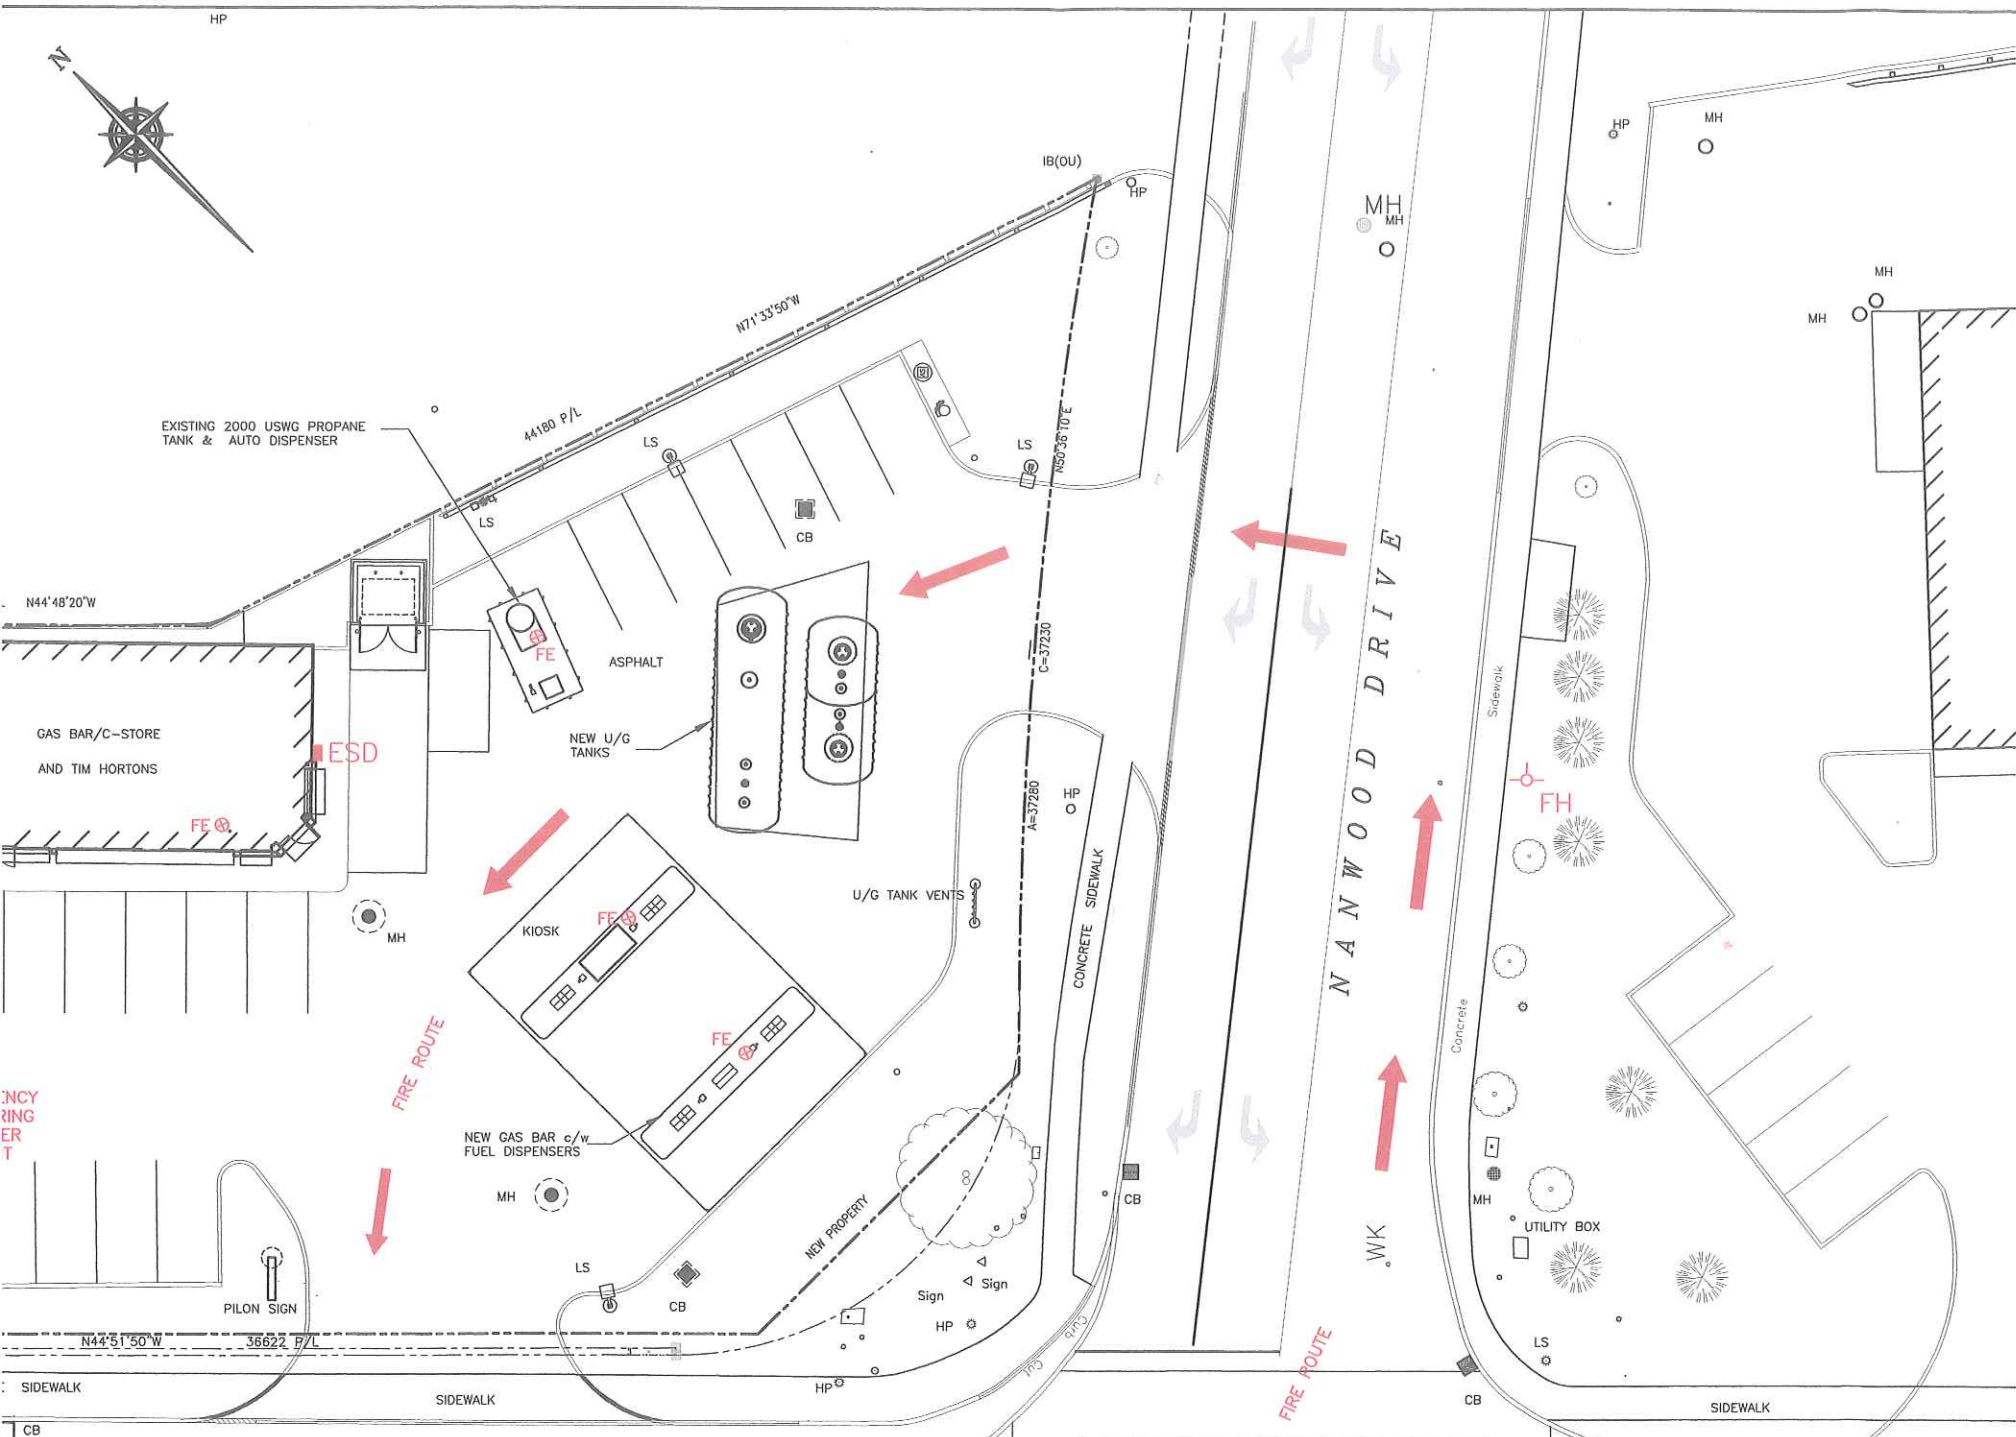 HP
N
HP
MH
IB(OU)
HP
MH
MH
MH
MH
N71°33'50"W
EXISTING 2000 USWG PROPANE
TANK & AUTO DISPENSER
44180 P/L
LS
LS
N50°36'10"E
LS
CB
N44°48'20"W
FE
ASPHALT
C=37230
NANWOOD DRIVE
Sidewalk
GAS BAR/C-STORE
AND TIM HORTONS
ESD
NEW U/G
TANKS
A=37280
HP
FH
FE
U/G TANK VENTS
CONCRETE SIDEWALK
KIOSK
FE
MH
FE
Concrete
FIRE ROUTE
NEW GAS BAR c/w
FUEL DISPENSERS
MH
NEW PROPERTY
CB
MH
UTILITY BOX
WK
LS
CB
PILON SIGN
Sign
Sign
HP
N44°51'50"W
36622 P/L
Curb
Cut
FIRE ROUTE
LS
SIDEWALK
SIDEWALK
HP
CB
SIDEWALK
CB